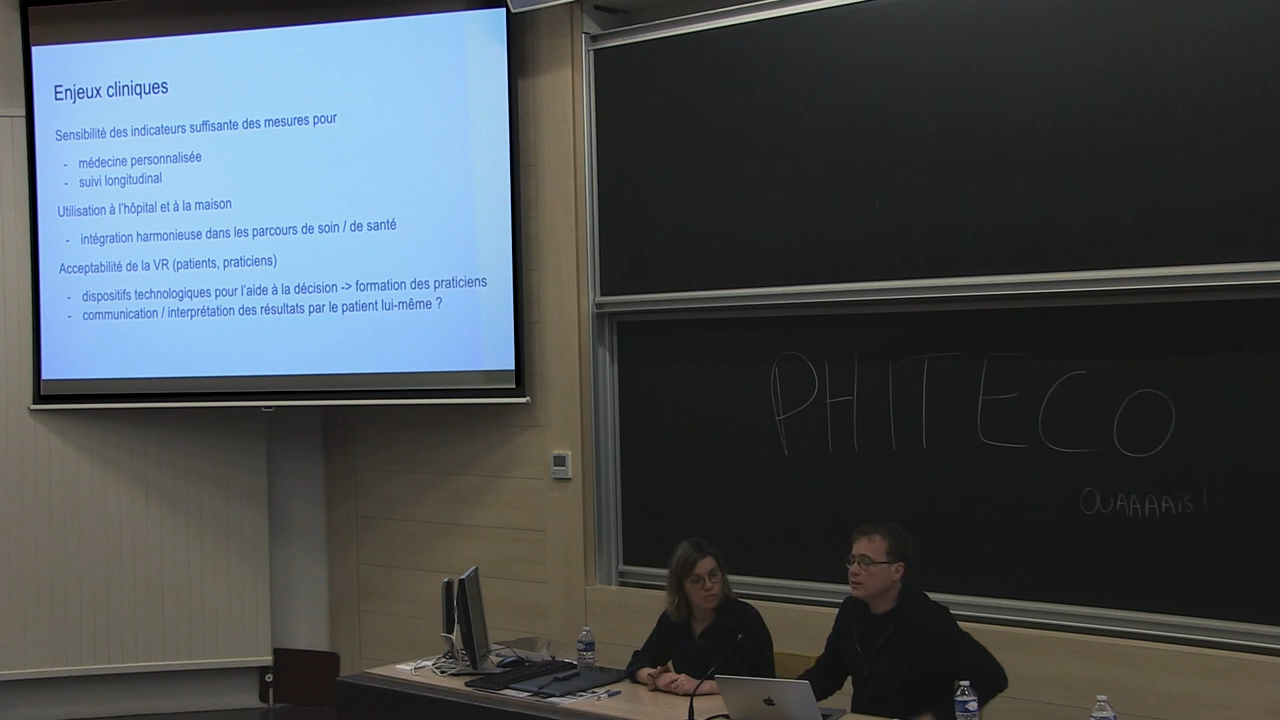 Enjeux cliniques
Sensibilité des indicateurs suffisante des mesures pour
- médecine personnalisée
- suivi longitudinal
Utilisation à l'hôpital et à la maison
- intégration harmonieuse dans les parcours de soin / de santé
Acceptabilité de la VR (patients, praticiens)
- dispositifs technologiques pour l'aide à la décision -> formation des praticiens
- communication / interprétation des résultats par le patient lui-même ?
PHITECO
OUAAAAis !